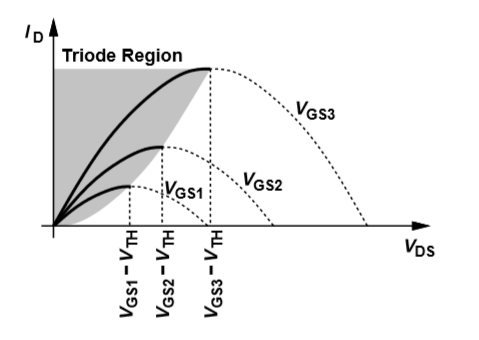 I_D
Triode Region
V_GS3
V_GS2
V_GS1
V_DS
V_GS1 – V_TH
V_GS2 – V_TH
V_GS3 – V_TH